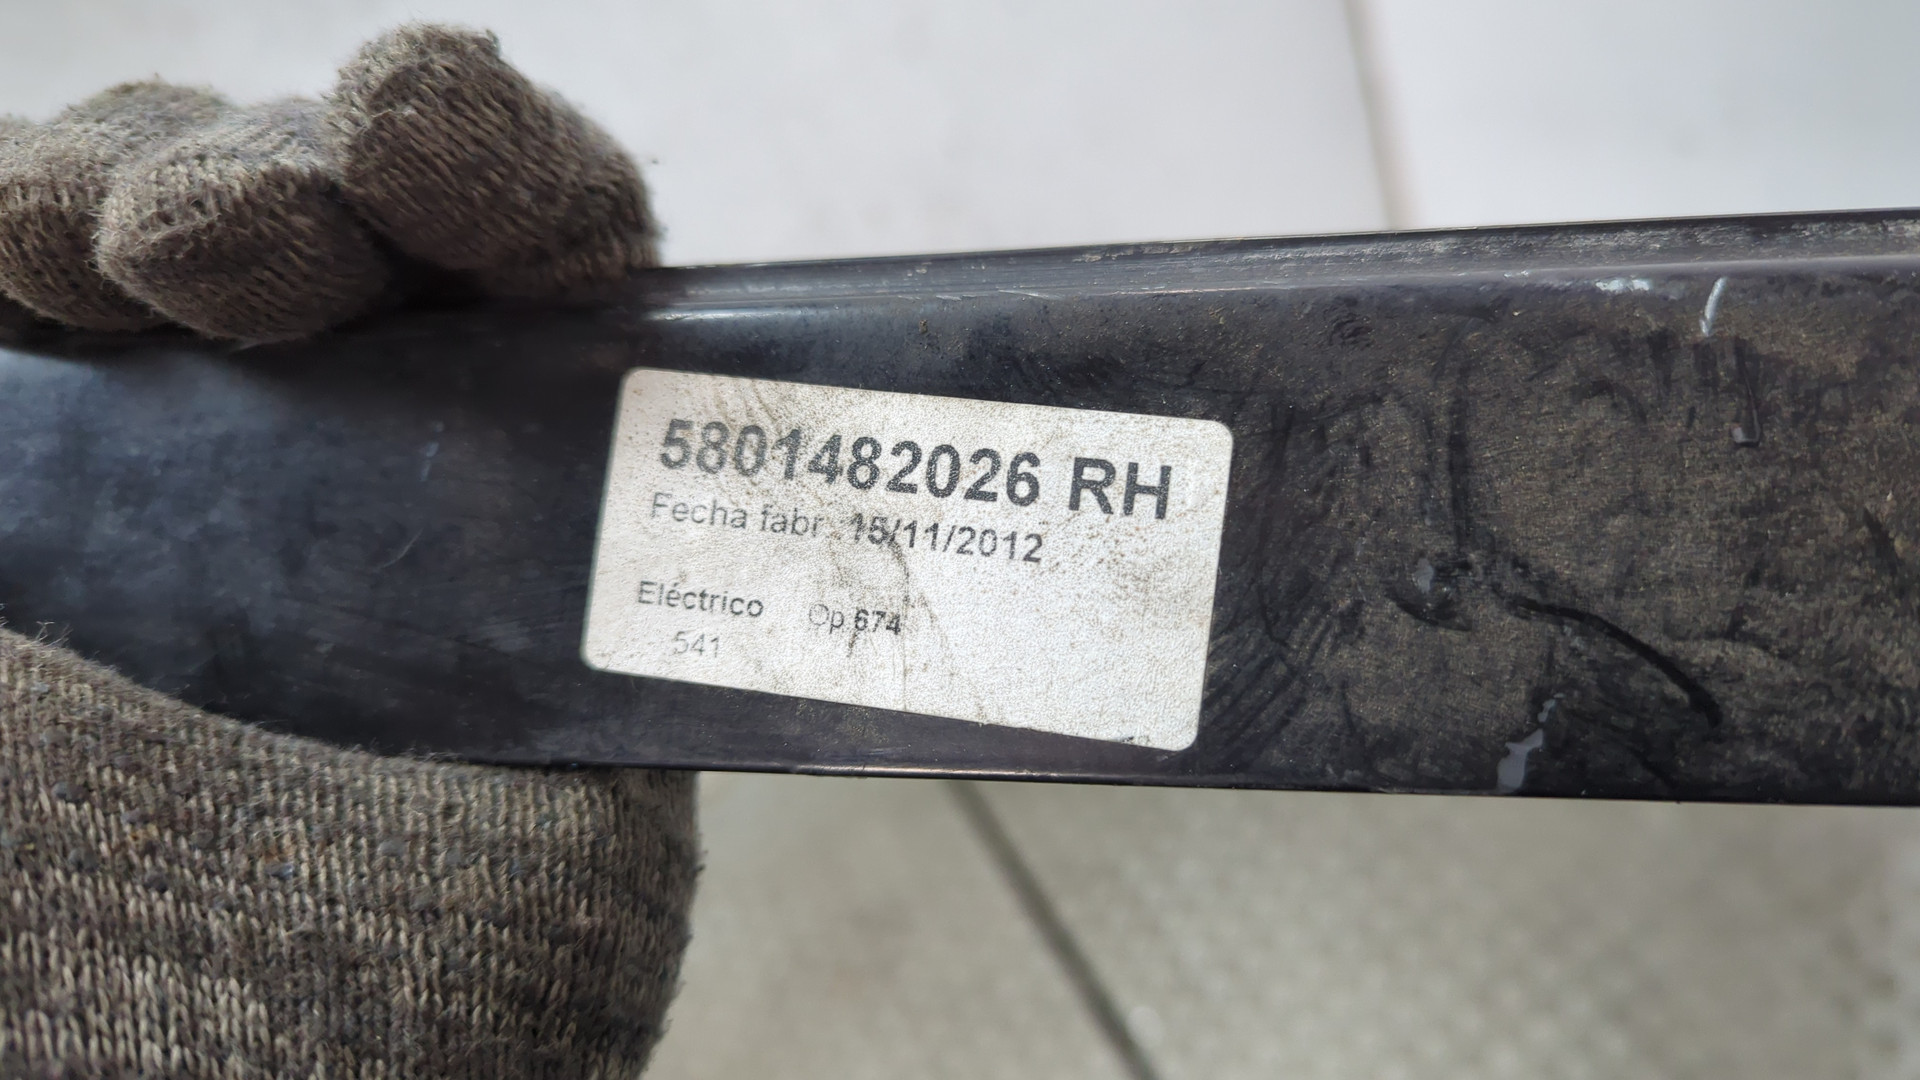 5801482026 RH
Fecha fabr. 15/11/2012
Eléctrico Op.674
541